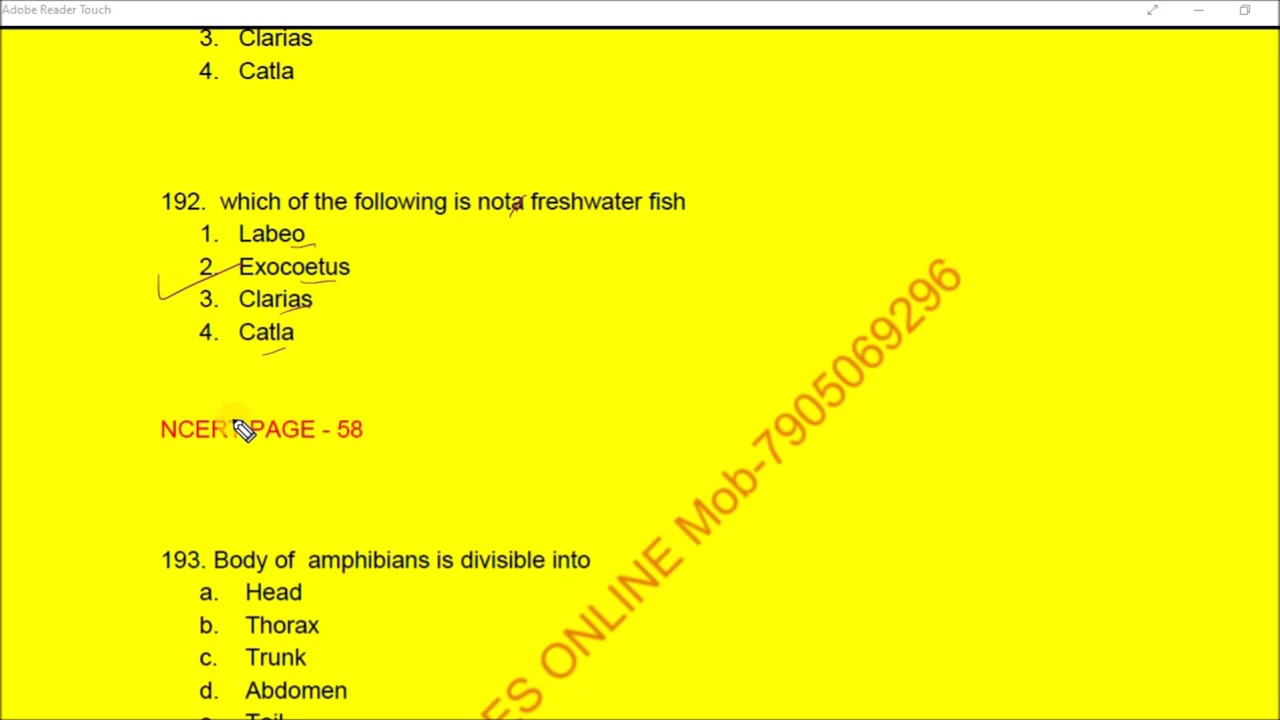 Adobe Reader Touch
3. Clarias
4. Catla
192. which of the following is nota freshwater fish
1. Labeo
2. Exocoetus
3. Clarias
4. Catla
NCERT PAGE - 58
193. Body of amphibians is divisible into
a. Head
b. Thorax
c. Trunk
d. Abdomen
ES ONLINE Mob-7905069296